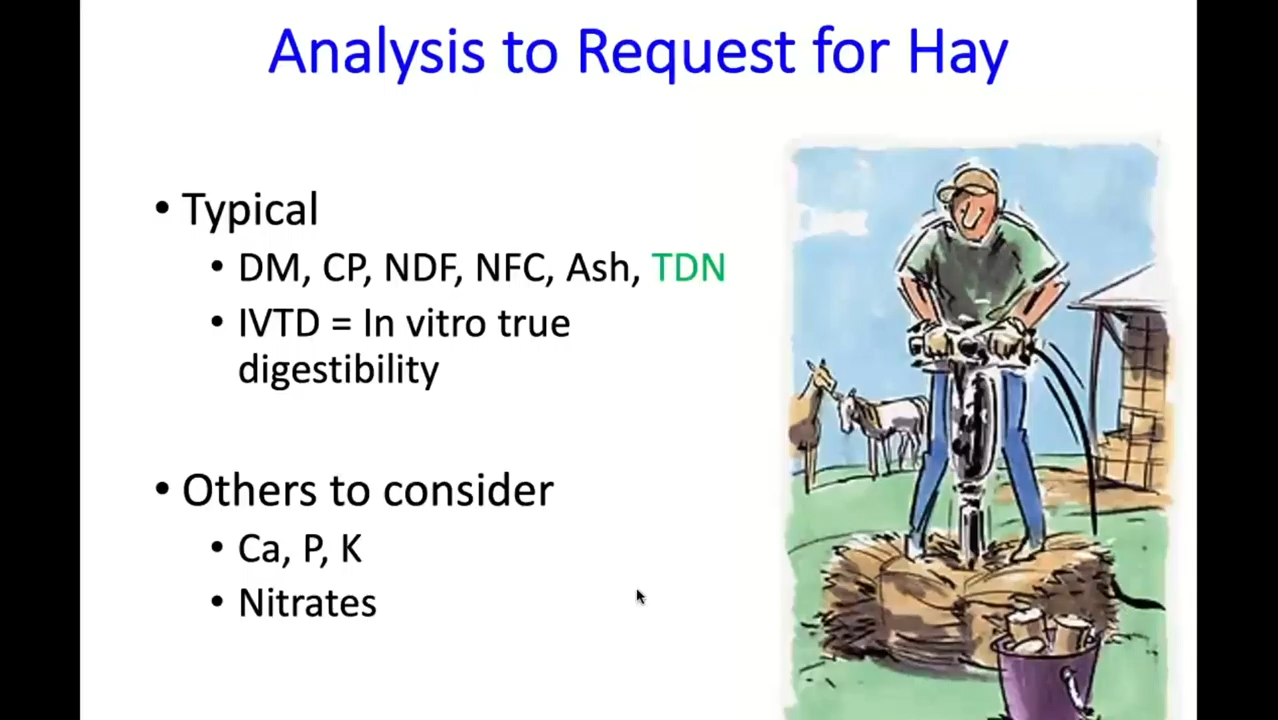 Analysis to Request for Hay
• Typical
• DM, CP, NDF, NFC, Ash, TDN
• IVTD = In vitro true
digestibility
• Others to consider
• Ca, P, K
• Nitrates